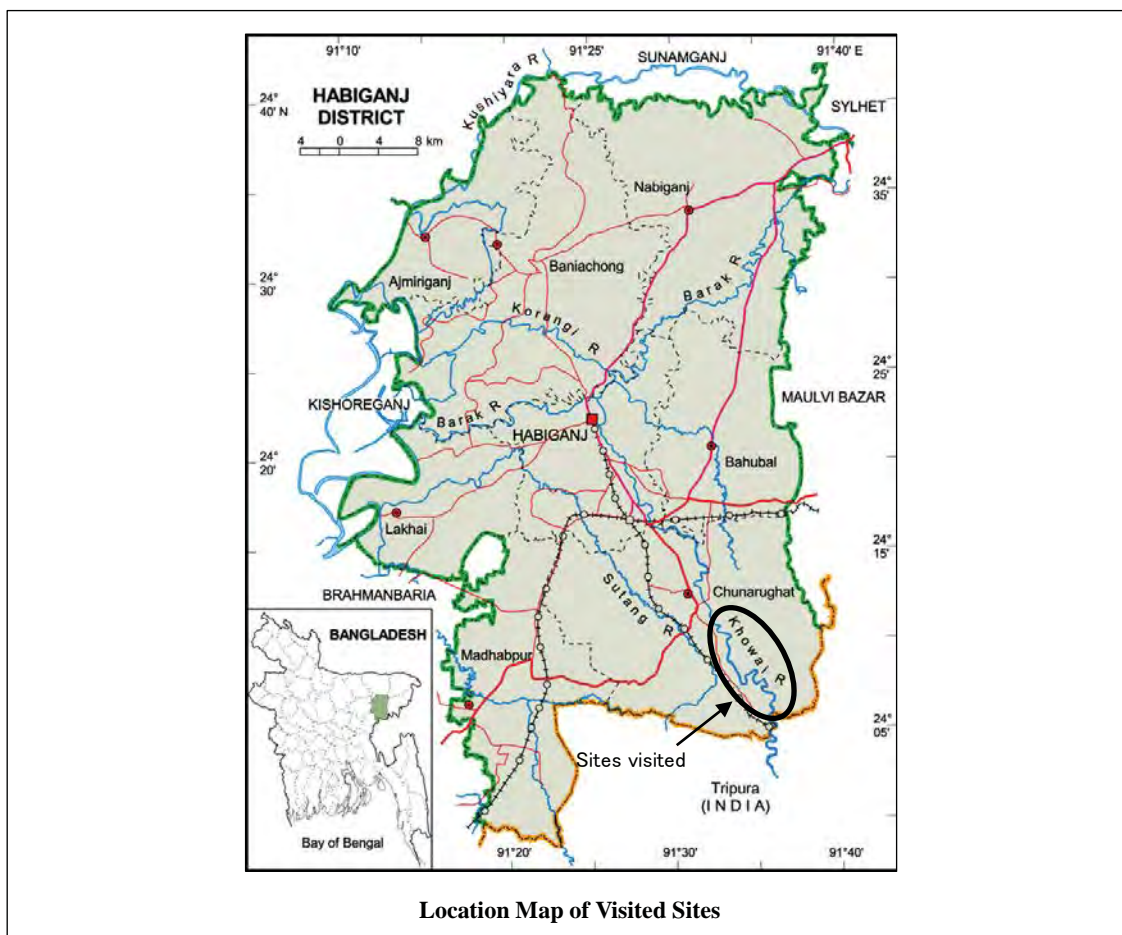 91°10'
91°25'
91°40' E
SUNAMGANJ
Kushiyara R
HABIGANJ
DISTRICT
4 0 4 8 km
24°
40' N
SYLHET
24°
35'
Nabiganj
Baniachong
Ajmiriganj
Barak R
24°
30'
Korangi R
24°
25'
MAULVI BAZAR
KISHOREGANJ
Barak R
HABIGANJ
Bahubal
24°
20'
Lakhai
24°
15'
24°
15'
BRAHMANBARIA
Chunarughat
Sutang R
Khowai R
BANGLADESH
Madhabpur
24°
05'
Sites visited
Tripura
(INDIA)
Bay of Bengal
91°20'
91°30'
91°40'
Location Map of Visited Sites